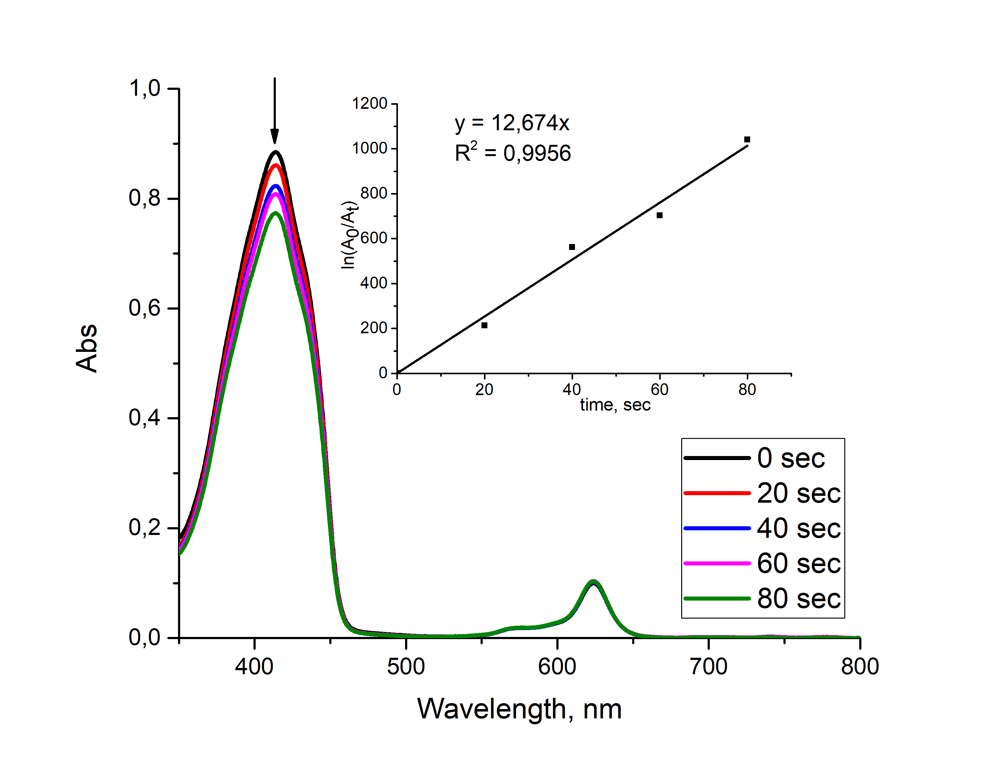 1,0
0,8
0,6
0,4
0,2
0,0
Abs
400
500
600
700
800
Wavelength, nm
1200
1000
800
600
400
200
0
ln(A0/At)
y = 12,674x
R2 = 0,9956
0
20
40
60
80
time, sec
0 sec
20 sec
40 sec
60 sec
80 sec